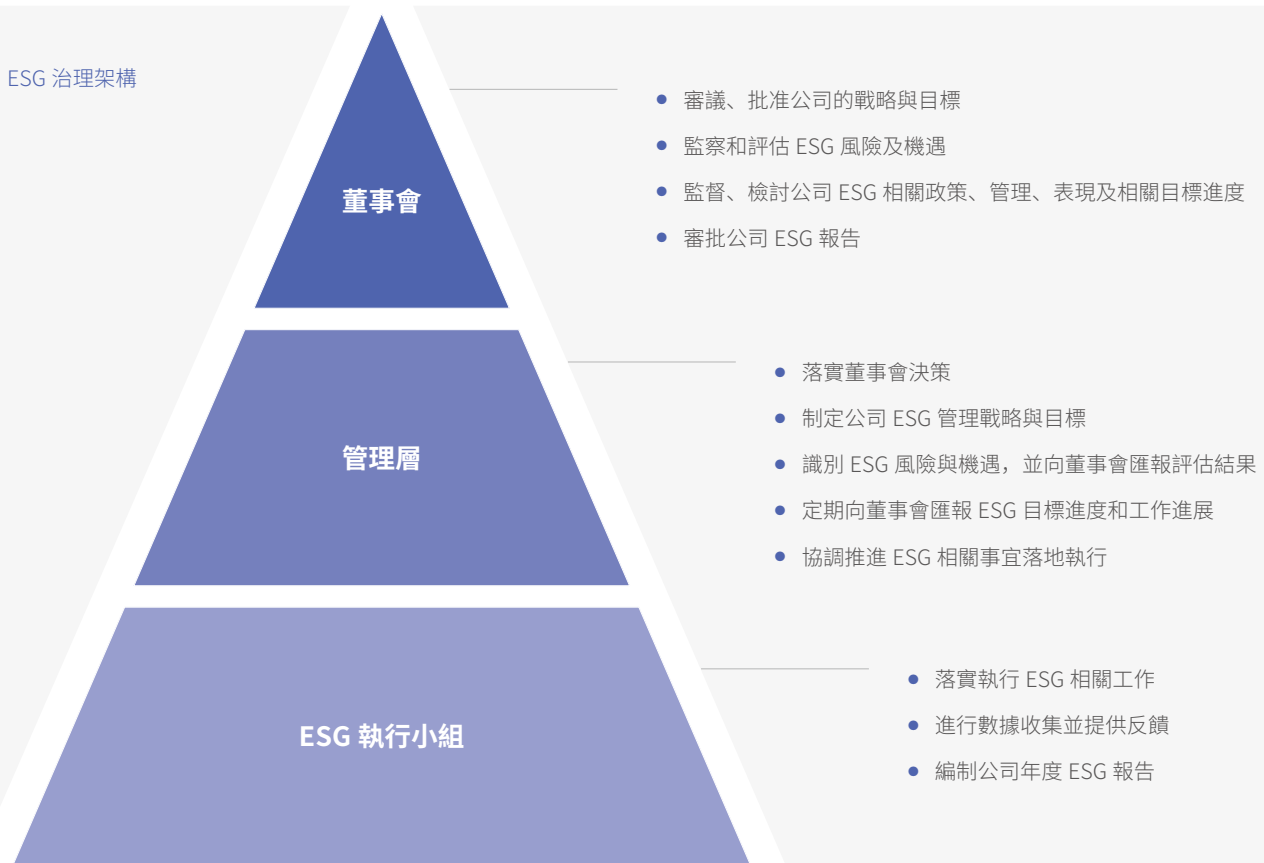 ESG 治理架構
董事會
● 審議、批准公司的戰略與目標
● 監察和評估 ESG 風險及機遇
● 監督、檢討公司 ESG 相關政策、管理、表現及相關目標進度
● 審批公司 ESG 報告
管理層
● 落實董事會決策
● 制定公司 ESG 管理戰略與目標
● 識別 ESG 風險與機遇，並向董事會匯報評估結果
● 定期向董事會匯報 ESG 目標進度和工作進展
● 協調推進 ESG 相關事宜落地執行
ESG 執行小組
● 落實執行 ESG 相關工作
● 進行數據收集並提供反饋
● 編制公司年度 ESG 報告